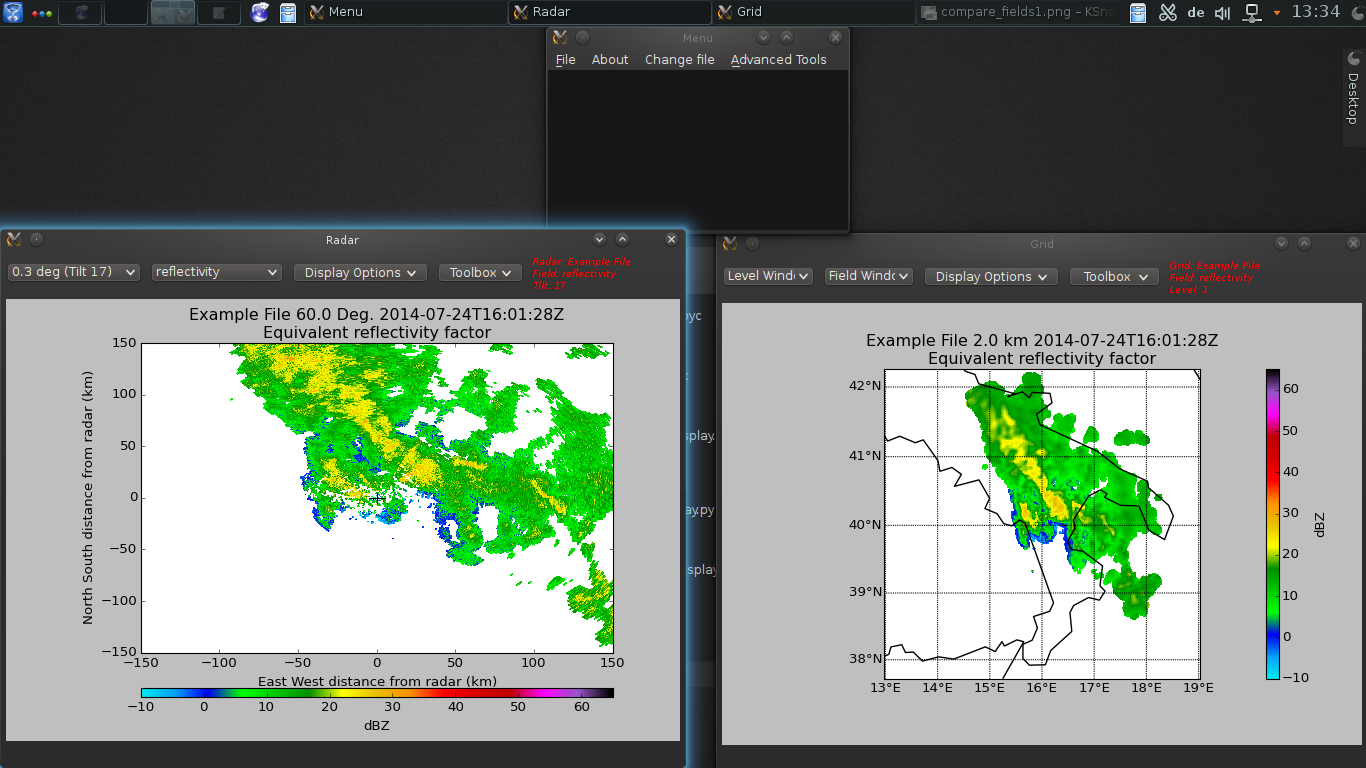 Menu
Radar
Grid
compare_fields1.png – KSna
de
13:34
Desktop
Menu
File About Change file Advanced Tools
Radar
0.3 deg (Tilt 17) reflectivity Display Options Toolbox
Radar: Example File
Field: reflectivity
Tilt: 17
Example File 60.0 Deg. 2014-07-24T16:01:28Z
Equivalent reflectivity factor
North South distance from radar (km)
150
100
50
0
−50
−100
−150
−150 −100 −50 0 50 100 150
East West distance from radar (km)
−10 0 10 20 30 40 50 60
dBZ
yc
splay.
ay.py
splay
Grid
Level Windo Field Windo Display Options Toolbox
Grid: Example File
Field: reflectivity
Level: 1
Example File 2.0 km 2014-07-24T16:01:28Z
Equivalent reflectivity factor
42°N
41°N
40°N
39°N
38°N
13°E 14°E 15°E 16°E 17°E 18°E 19°E
60
50
40
30
20
10
0
−10
dBZ